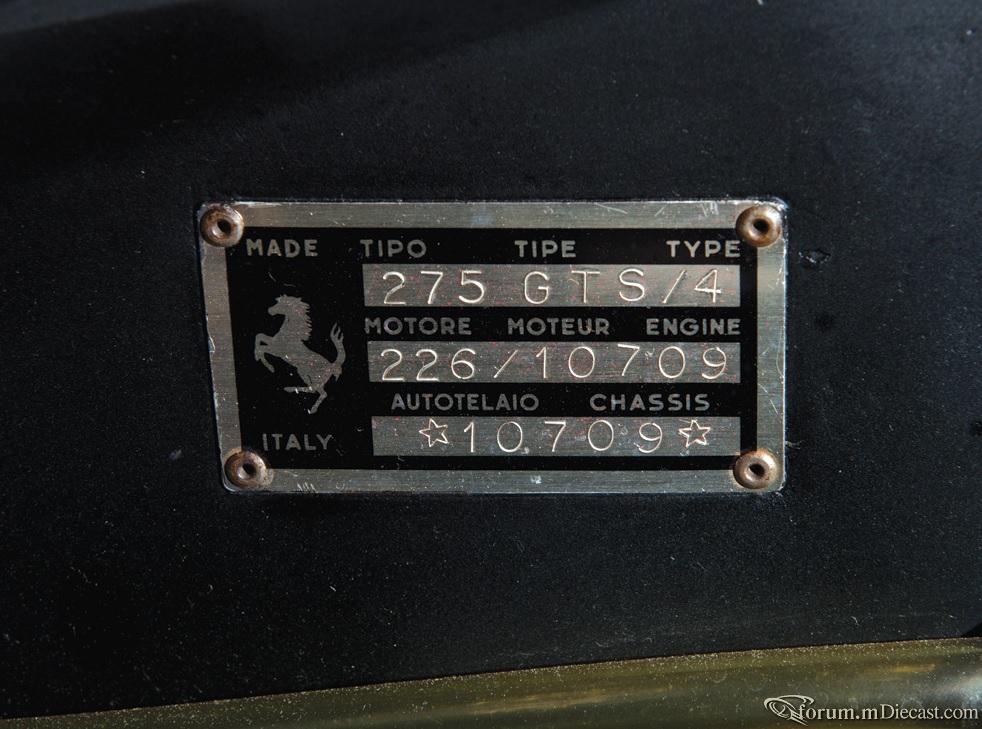 MADE TIPO TIPE TYPE
275 GTS/4
MOTORE MOTEUR ENGINE
226/10709
AUTOTELAIO CHASSIS
ITALY ☆10709☆
forum.mDiecast.com